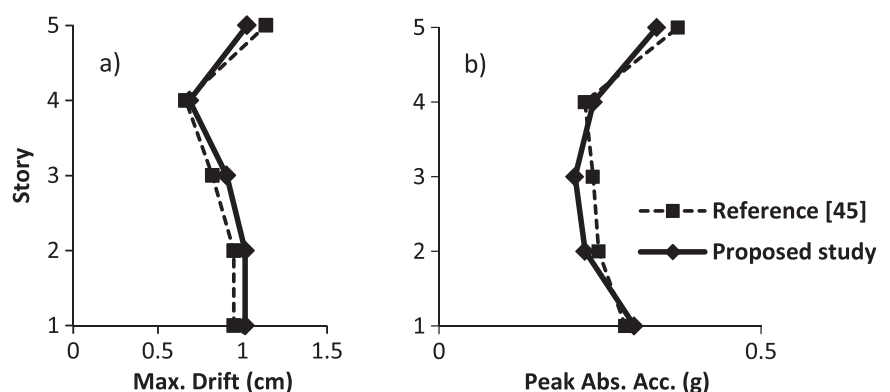 a)
Story
5
4
3
2
1
0
0.5
1
1.5
Max. Drift (cm)
b)
5
4
3
2
1
0
0.5
Peak Abs. Acc. (g)
Reference [45]
Proposed study